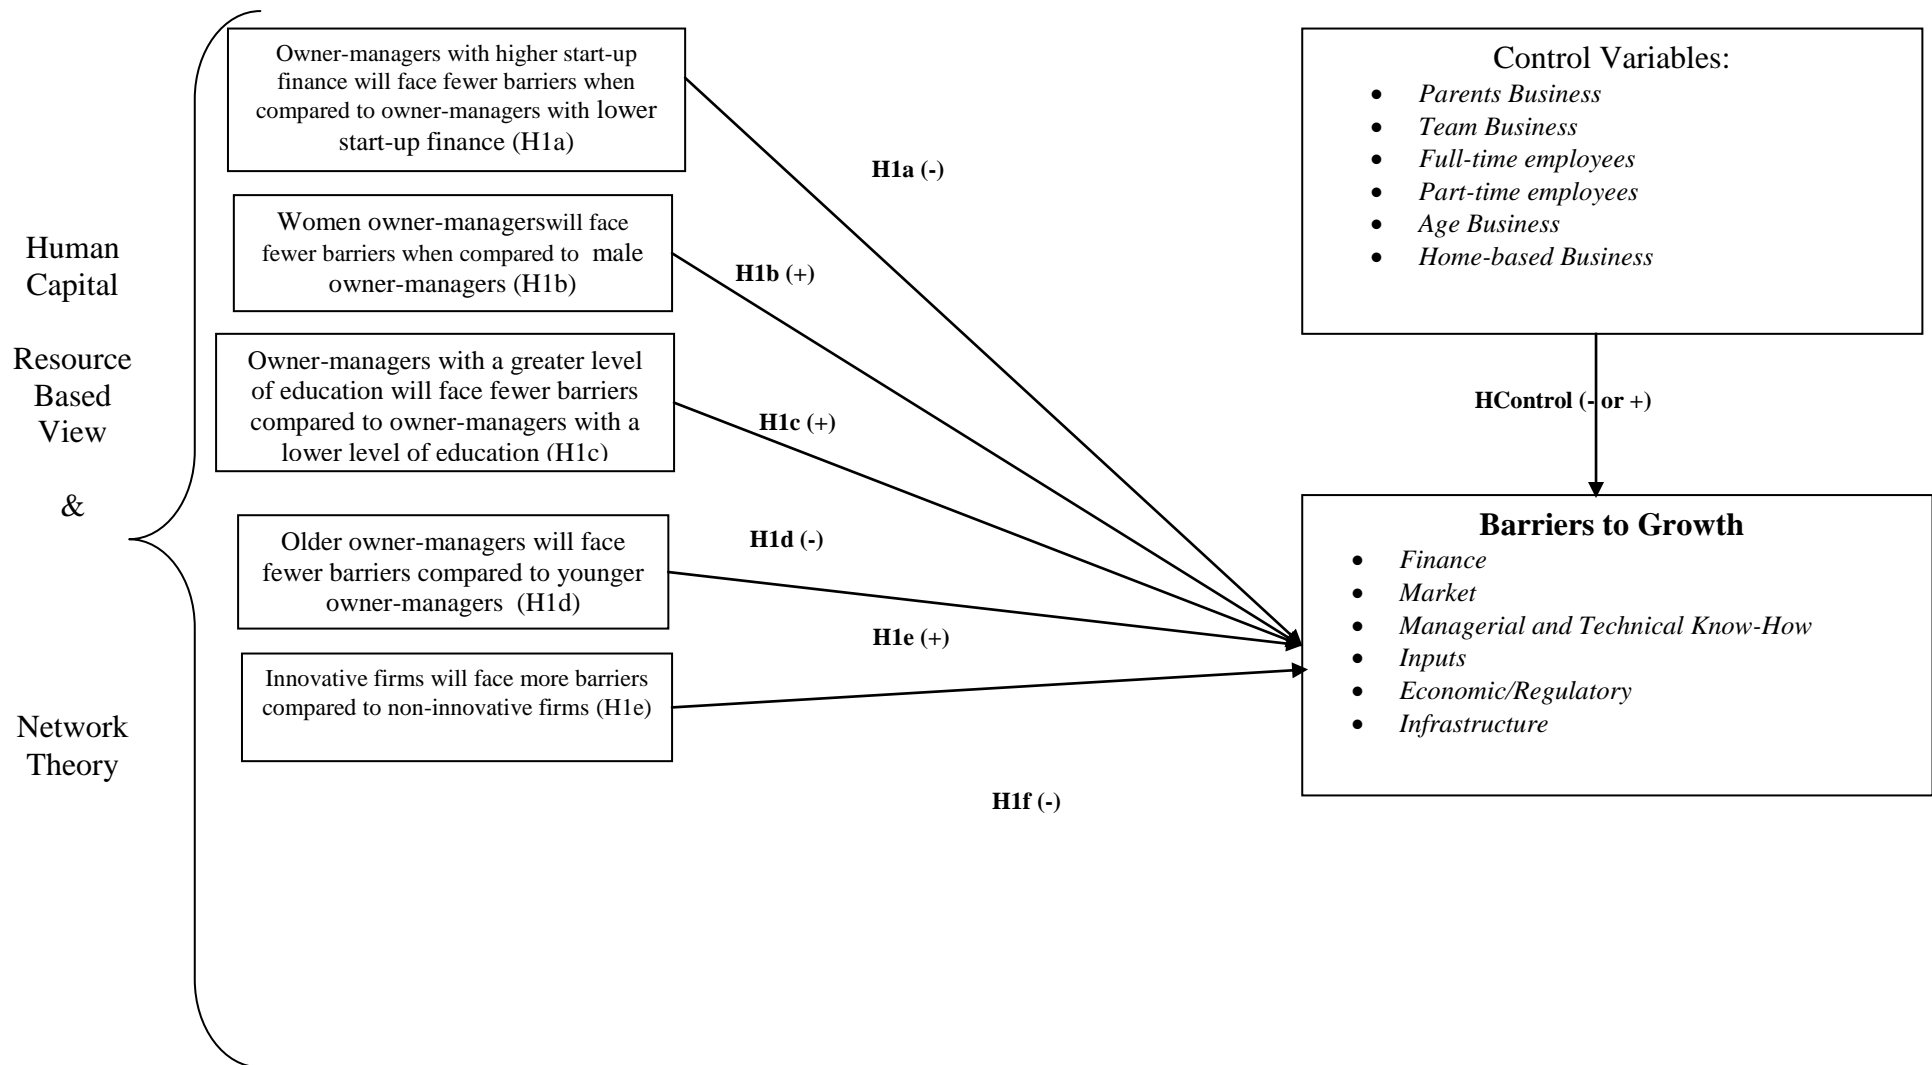 Human
Capital
Resource
Based
View
&
Network
Theory
Owner-managers with higher start-up
finance will face fewer barriers when
compared to owner-managers with lower
start-up finance (H1a)
Women owner-managerswill face
fewer barriers when compared to male
owner-managers (H1b)
Owner-managers with a greater level
of education will face fewer barriers
compared to owner-managers with a
lower level of education (H1c)
Older owner-managers will face
fewer barriers compared to younger
owner-managers (H1d)
Innovative firms will face more barriers
compared to non-innovative firms (H1e)
H1a (-)
H1b (+)
H1c (+)
H1d (-)
H1e (+)
H1f (-)
Control Variables:
• Parents Business
• Team Business
• Full-time employees
• Part-time employees
• Age Business
• Home-based Business
HControl (- or +)
Barriers to Growth
• Finance
• Market
• Managerial and Technical Know-How
• Inputs
• Economic/Regulatory
• Infrastructure